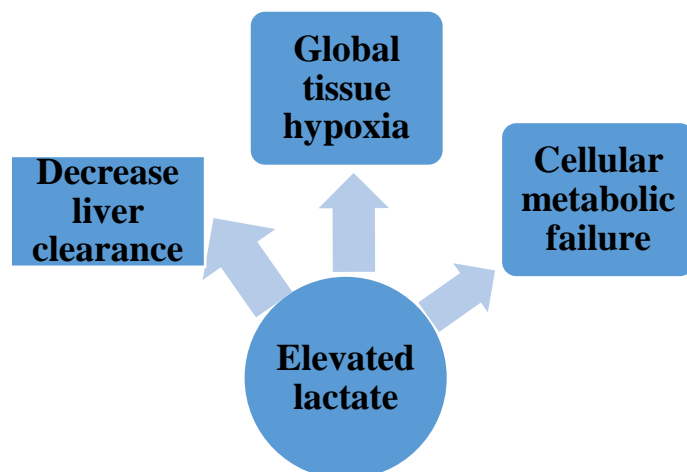 Global
tissue
hypoxia
Decrease
liver
clearance
Cellular
metabolic
failure
Elevated
lactate